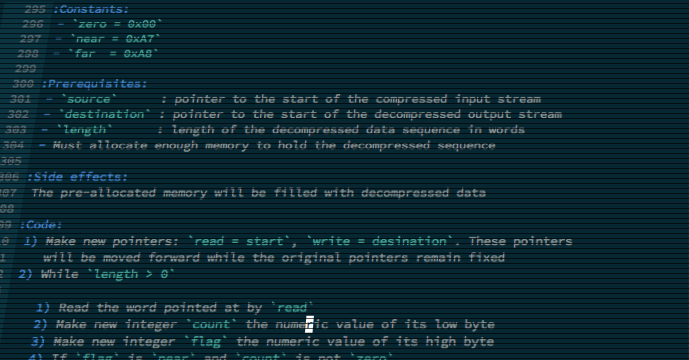 295 :Constants:
296 - `zero = 0x00`
297 - `near = 0xA7`
298 - `far  = 0xA8`
299
300 :Prerequisites:
301 - `source`      : pointer to the start of the compressed input stream
302 - `destination` : pointer to the start of the decompressed output stream
303 - `length`      : length of the decompressed data sequence in words
304 - Must allocate enough memory to hold the decompressed sequence
305
306 :Side effects:
307 The pre-allocated memory will be filled with decompressed data
08
09 :Code:
0 1) Make new pointers: `read = start`, `write = desination`. These pointers
1 will be moved forward while the original pointers remain fixed
2 2) While `length > 0`
1) Read the word pointed at by `read`
2) Make new integer `count` the numeric value of its low byte
3) Make new integer `flag` the numeric value of its high byte
4) If `flag` is `near` and `count` is not `zero`